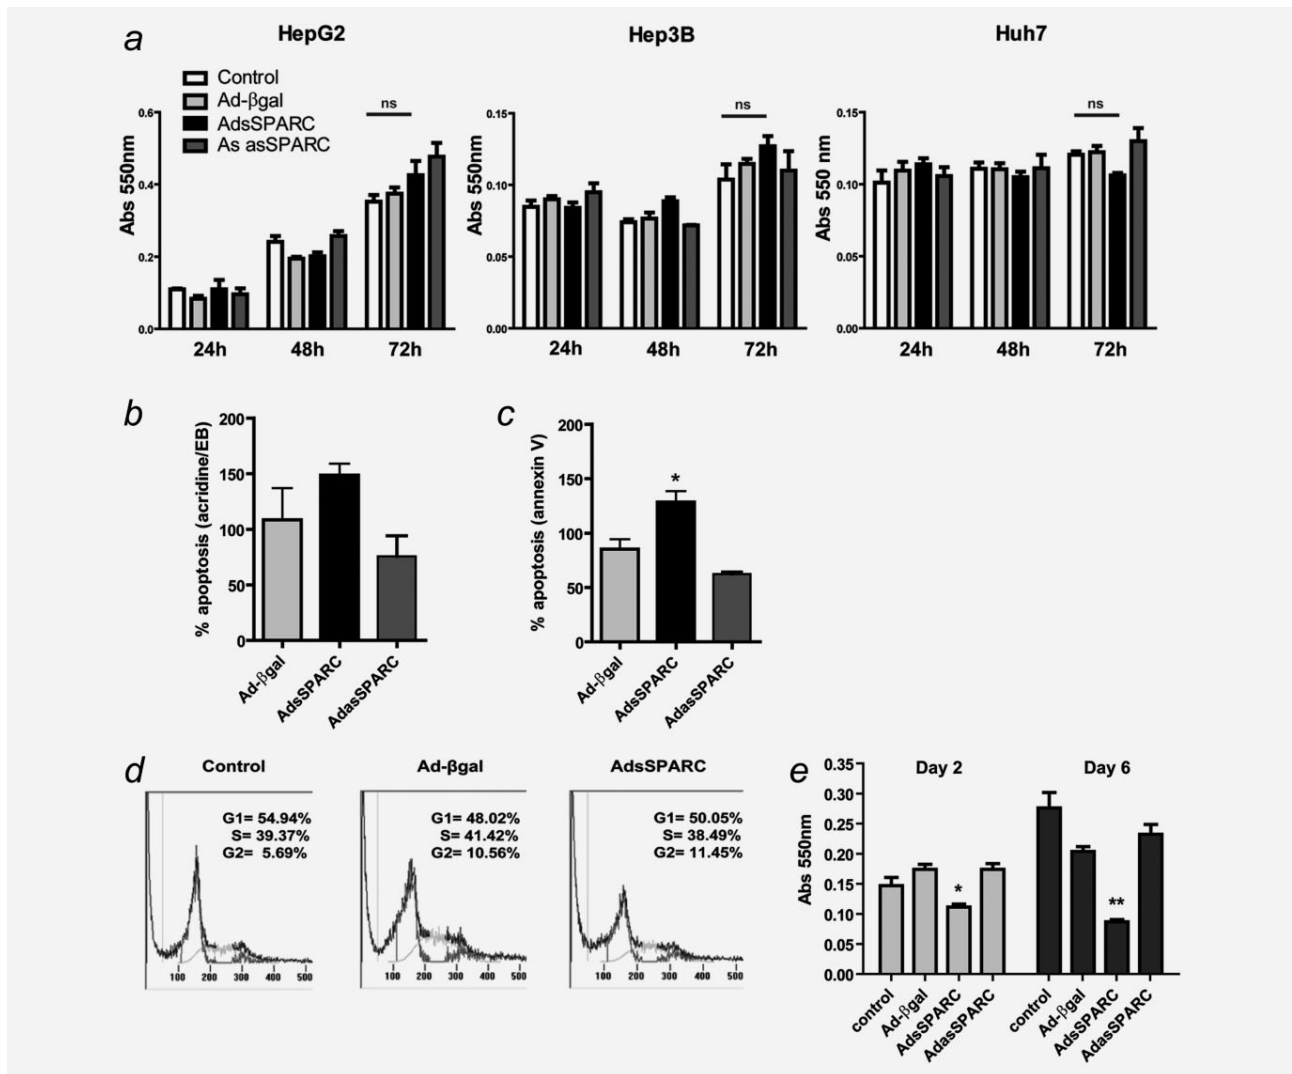 a
HepG2
Hep3B
Huh7
Control
Ad-βgal
AdsSPARC
As asSPARC
Abs 550nm
0.6
0.4
0.2
0.0
ns
24h
48h
72h
Abs 550nm
0.15
0.10
0.05
0.00
ns
24h
48h
72h
Abs 550 nm
0.15
0.10
0.05
0.00
ns
24h
48h
72h
b
% apoptosis (acridine/EB)
200
150
100
50
0
Ad-βgal
AdsSPARC
AdasSPARC
c
% apoptosis (annexin V)
200
150
100
50
0
*
Ad-βgal
AdsSPARC
AdasSPARC
d
Control
G1= 54.94%
S= 39.37%
G2= 5.69%
100 200 300 400 500
Ad-βgal
G1= 48.02%
S= 41.42%
G2= 10.56%
100 200 300 400 500
AdsSPARC
G1= 50.05%
S= 38.49%
G2= 11.45%
100 200 300 400 500
e
Abs 550nm
0.35
0.30
0.25
0.20
0.15
0.10
0.05
0.00
Day 2
Day 6
*
**
control
Ad-βgal
AdsSPARC
AdasSPARC
control
Ad-βgal
AdsSPARC
AdasSPARC